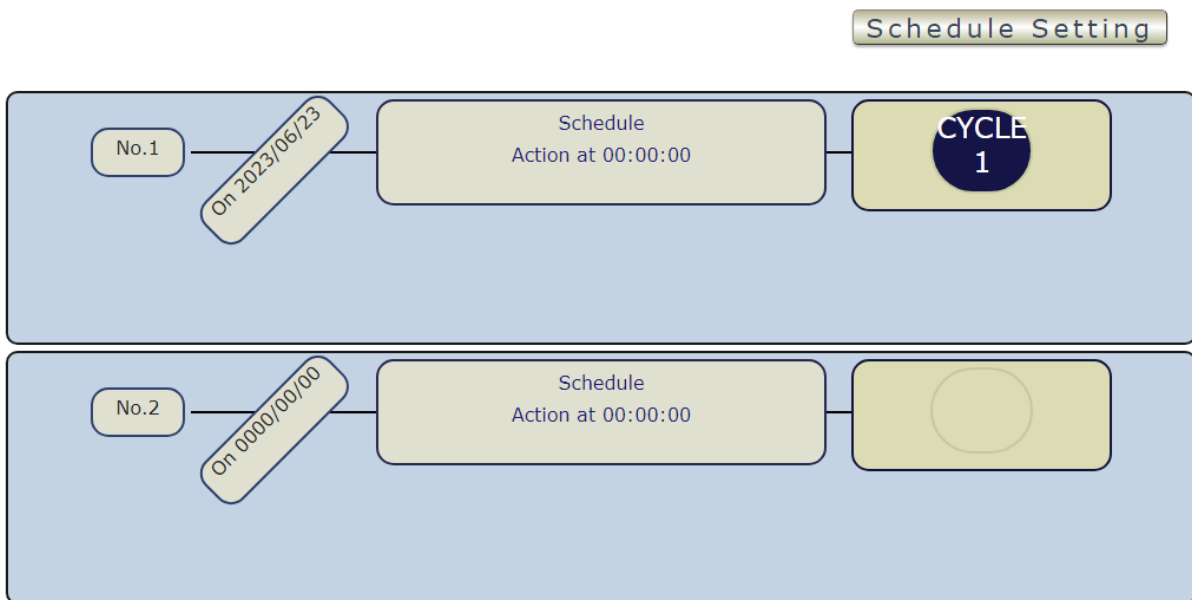 Schedule Setting
No.1
On 2023/06/23
Schedule
Action at 00:00:00
CYCLE
1
No.2
On 0000/00/00
Schedule
Action at 00:00:00